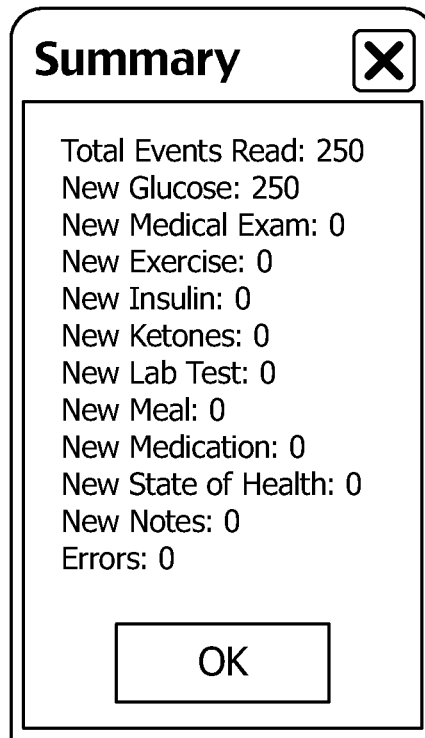 Summary
Total Events Read: 250
New Glucose: 250
New Medical Exam: 0
New Exercise: 0
New Insulin: 0
New Ketones: 0
New Lab Test: 0
New Meal: 0
New Medication: 0
New State of Health: 0
New Notes: 0
Errors: 0
OK